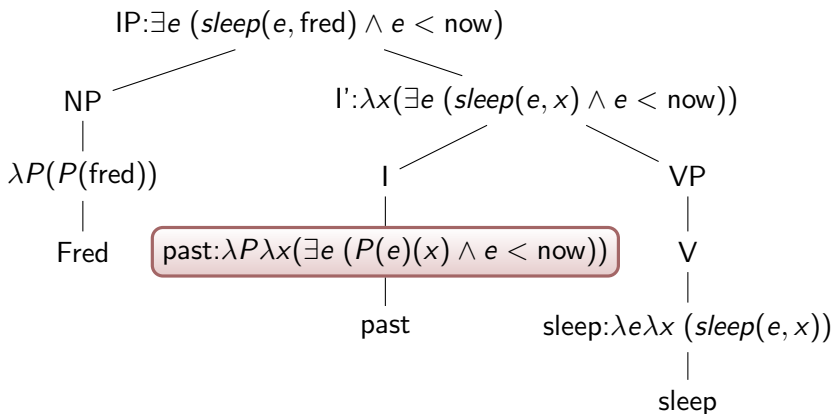 IP:∃e (sleep(e, fred) ∧ e < now)
NP
I':λx(∃e (sleep(e, x) ∧ e < now))
λP(P(fred))
I
VP
Fred
past:λPλx(∃e (P(e)(x) ∧ e < now))
V
past
sleep:λeλx (sleep(e, x))
sleep